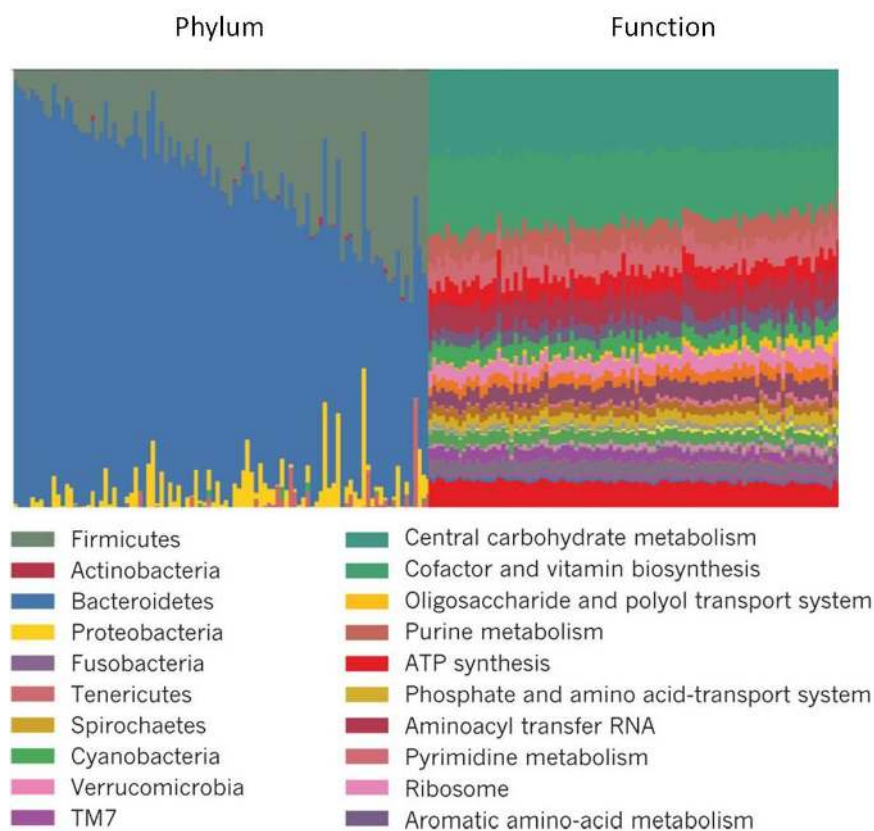 Phylum
Function
Firmicutes
Actinobacteria
Bacteroidetes
Proteobacteria
Fusobacteria
Tenericutes
Spirochaetes
Cyanobacteria
Verrucomicrobia
TM7
Central carbohydrate metabolism
Cofactor and vitamin biosynthesis
Oligosaccharide and polyol transport system
Purine metabolism
ATP synthesis
Phosphate and amino acid-transport system
Aminoacyl transfer RNA
Pyrimidine metabolism
Ribosome
Aromatic amino-acid metabolism